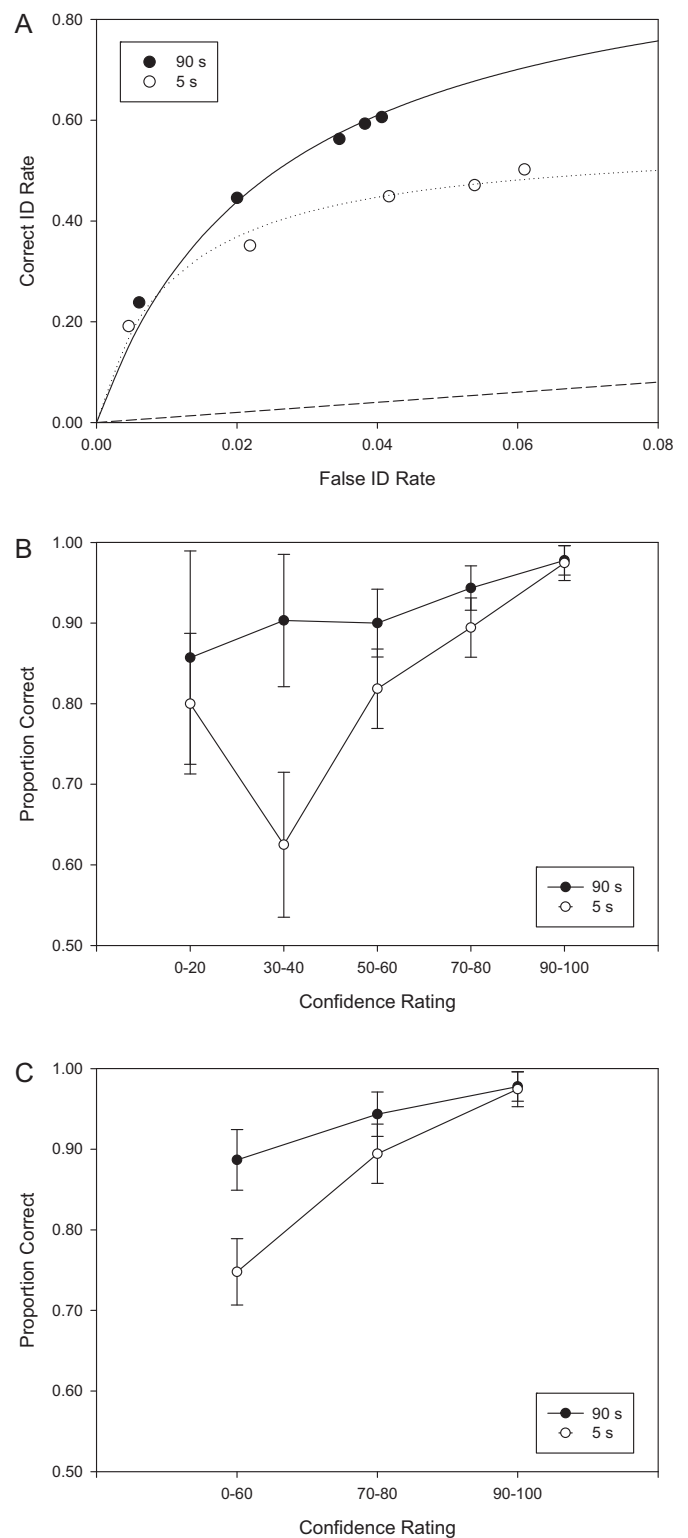 A
0.80
90 s
5 s
0.60
0.40
0.20
0.00
Correct ID Rate
0.00 0.02 0.04 0.06 0.08
False ID Rate
B
1.00
0.90
0.80
0.70
0.60
0.50
Proportion Correct
90 s
5 s
0-20 30-40 50-60 70-80 90-100
Confidence Rating
C
1.00
0.90
0.80
0.70
0.60
0.50
Proportion Correct
90 s
5 s
0-60 70-80 90-100
Confidence Rating